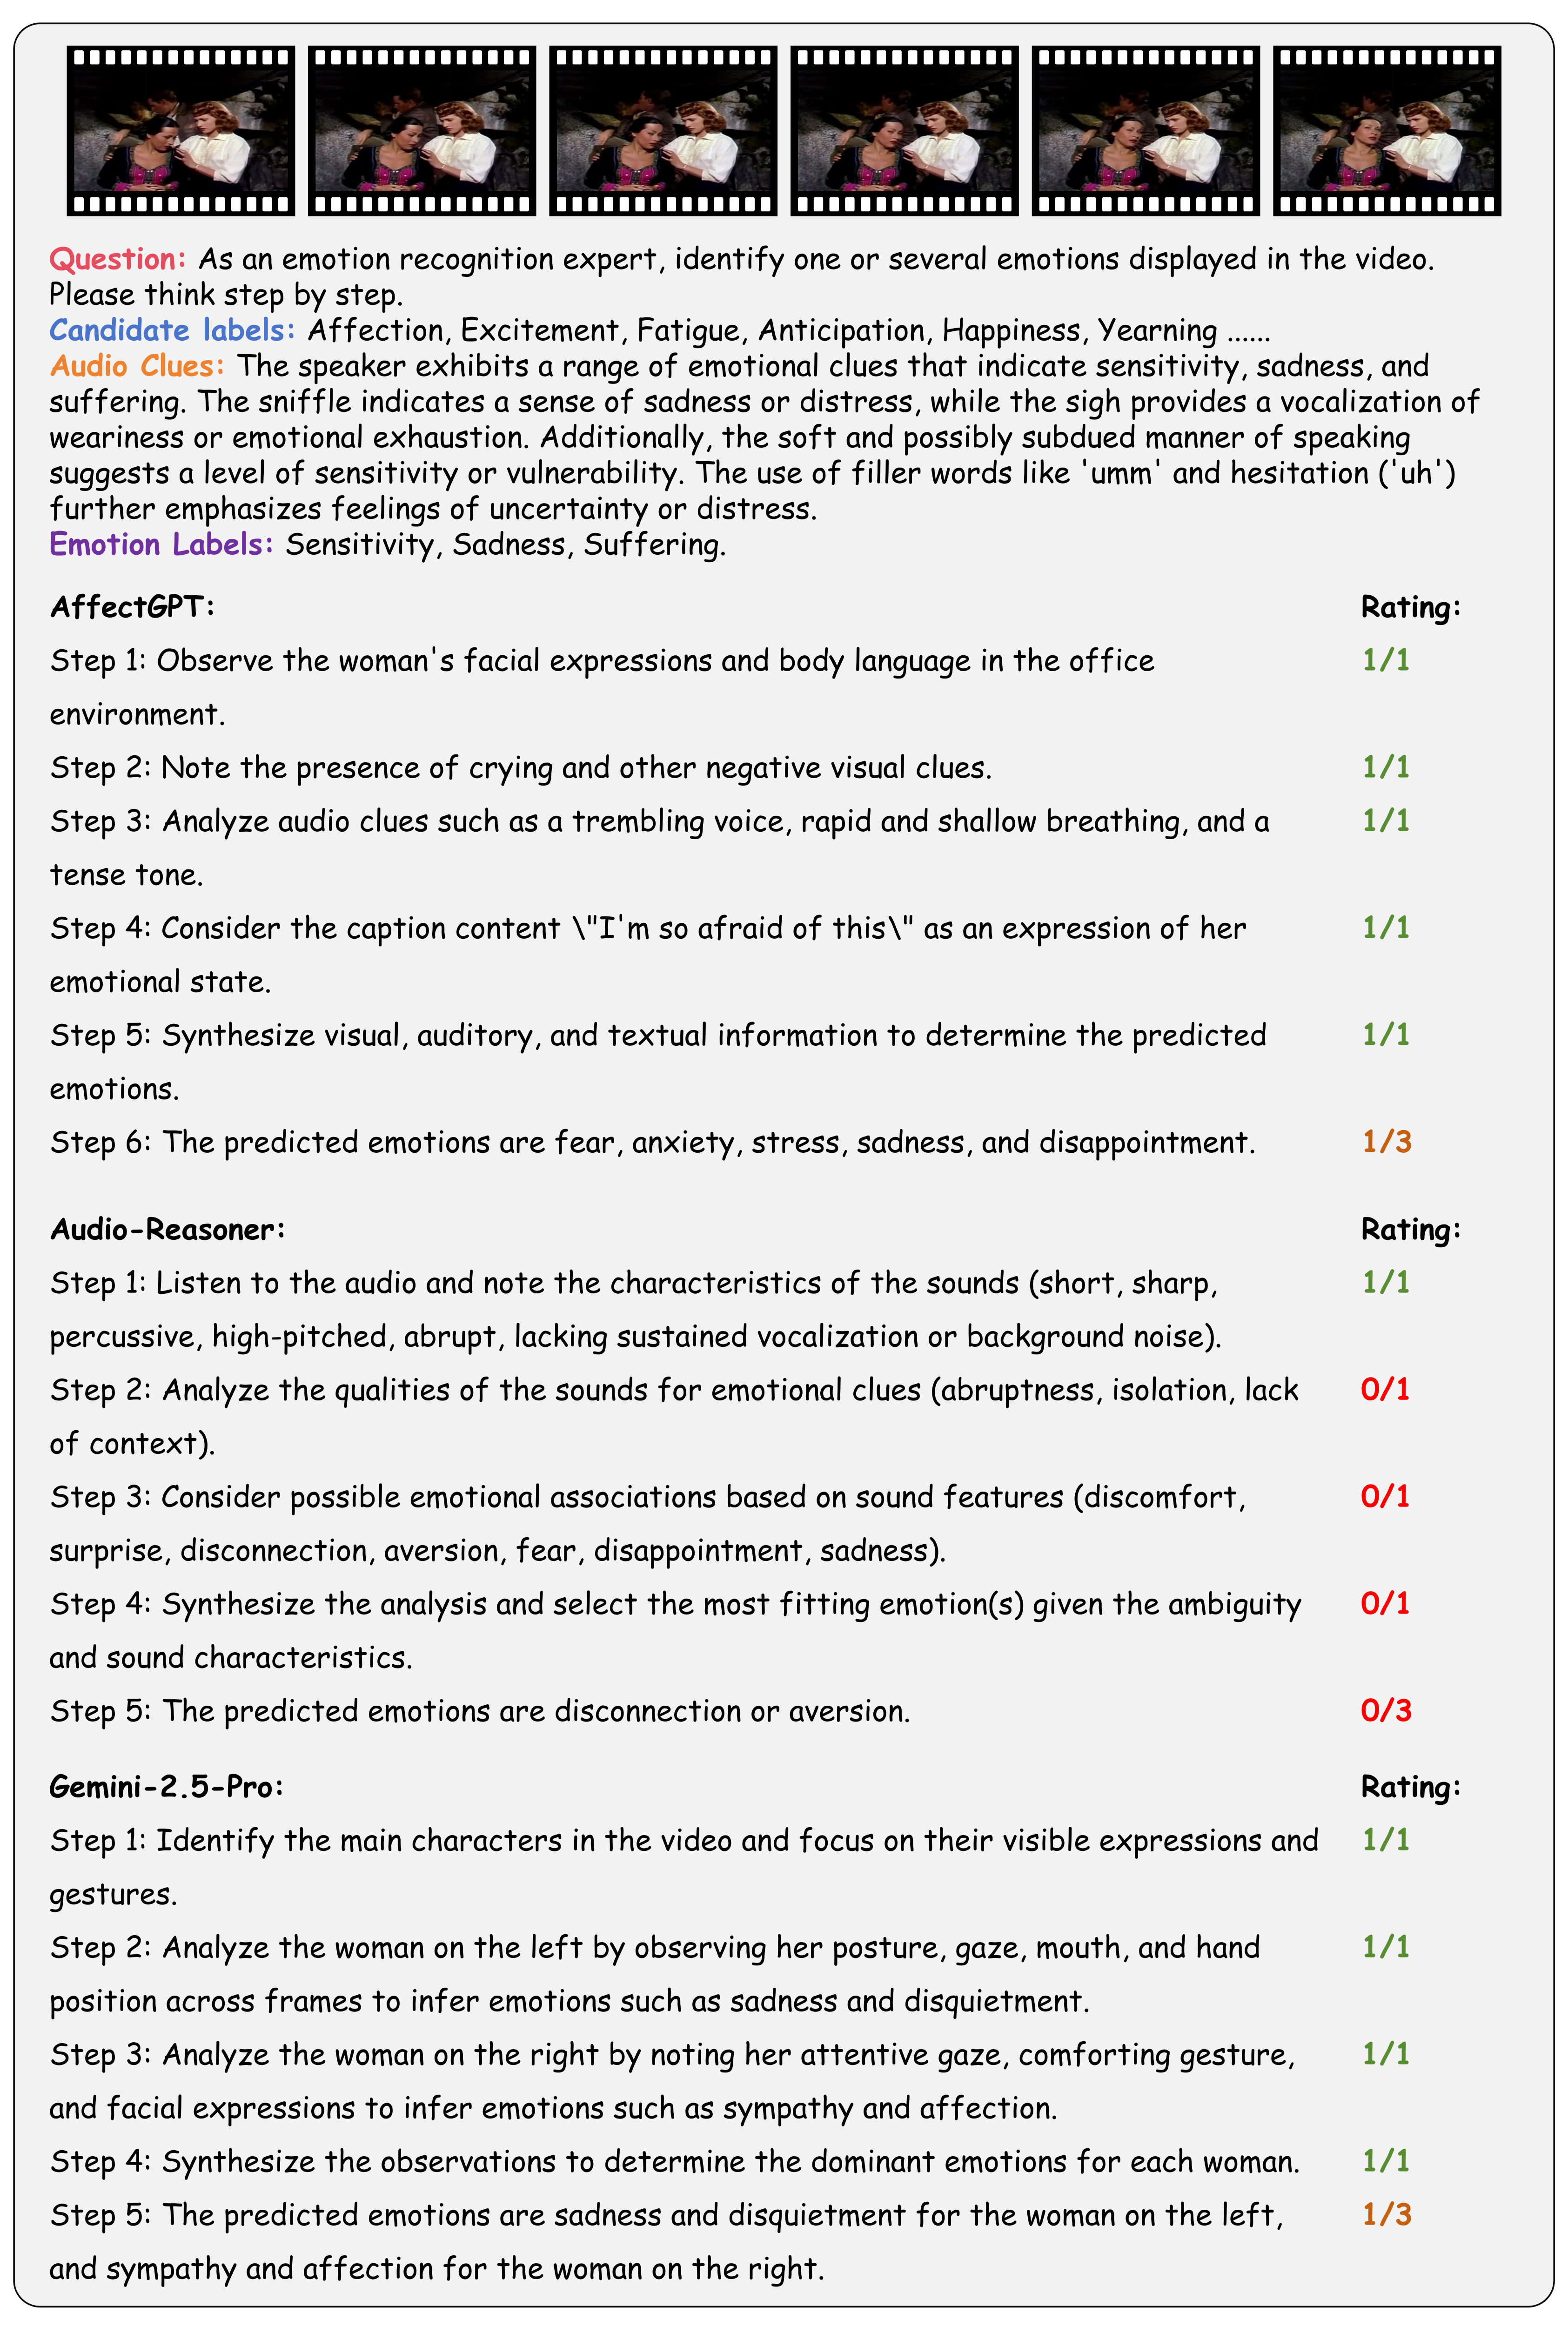 Question: As an emotion recognition expert, identify one or several emotions displayed in the video.
Please think step by step.
Candidate labels: Affection, Excitement, Fatigue, Anticipation, Happiness, Yearning ......
Audio Clues: The speaker exhibits a range of emotional clues that indicate sensitivity, sadness, and
suffering. The sniffle indicates a sense of sadness or distress, while the sigh provides a vocalization of
weariness or emotional exhaustion. Additionally, the soft and possibly subdued manner of speaking
suggests a level of sensitivity or vulnerability. The use of filler words like 'umm' and hesitation ('uh')
further emphasizes feelings of uncertainty or distress.
Emotion Labels: Sensitivity, Sadness, Suffering.
AffectGPT: Rating:
Step 1: Observe the woman's facial expressions and body language in the office 1/1
environment.
Step 2: Note the presence of crying and other negative visual clues. 1/1
Step 3: Analyze audio clues such as a trembling voice, rapid and shallow breathing, and a 1/1
tense tone.
Step 4: Consider the caption content \"I'm so afraid of this\" as an expression of her 1/1
emotional state.
Step 5: Synthesize visual, auditory, and textual information to determine the predicted 1/1
emotions.
Step 6: The predicted emotions are fear, anxiety, stress, sadness, and disappointment. 1/3
Audio-Reasoner: Rating:
Step 1: Listen to the audio and note the characteristics of the sounds (short, sharp, 1/1
percussive, high-pitched, abrupt, lacking sustained vocalization or background noise).
Step 2: Analyze the qualities of the sounds for emotional clues (abruptness, isolation, lack 0/1
of context).
Step 3: Consider possible emotional associations based on sound features (discomfort, 0/1
surprise, disconnection, aversion, fear, disappointment, sadness).
Step 4: Synthesize the analysis and select the most fitting emotion(s) given the ambiguity 0/1
and sound characteristics.
Step 5: The predicted emotions are disconnection or aversion. 0/3
Gemini-2.5-Pro: Rating:
Step 1: Identify the main characters in the video and focus on their visible expressions and 1/1
gestures.
Step 2: Analyze the woman on the left by observing her posture, gaze, mouth, and hand 1/1
position across frames to infer emotions such as sadness and disquietment.
Step 3: Analyze the woman on the right by noting her attentive gaze, comforting gesture, 1/1
and facial expressions to infer emotions such as sympathy and affection.
Step 4: Synthesize the observations to determine the dominant emotions for each woman. 1/1
Step 5: The predicted emotions are sadness and disquietment for the woman on the left, 1/3
and sympathy and affection for the woman on the right.